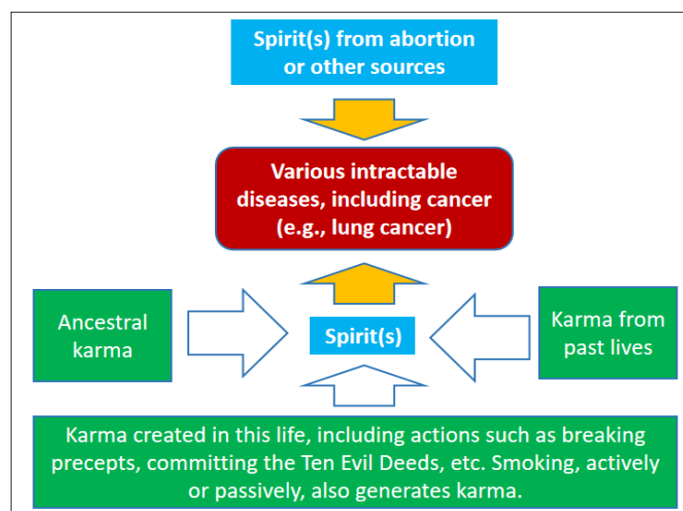 Spirit(s) from abortion
or other sources
Various intractable
diseases, including cancer
(e.g., lung cancer)
Ancestral
karma
Spirit(s)
Karma from
past lives
Karma created in this life, including actions such as breaking
precepts, committing the Ten Evil Deeds, etc. Smoking, actively
or passively, also generates karma.